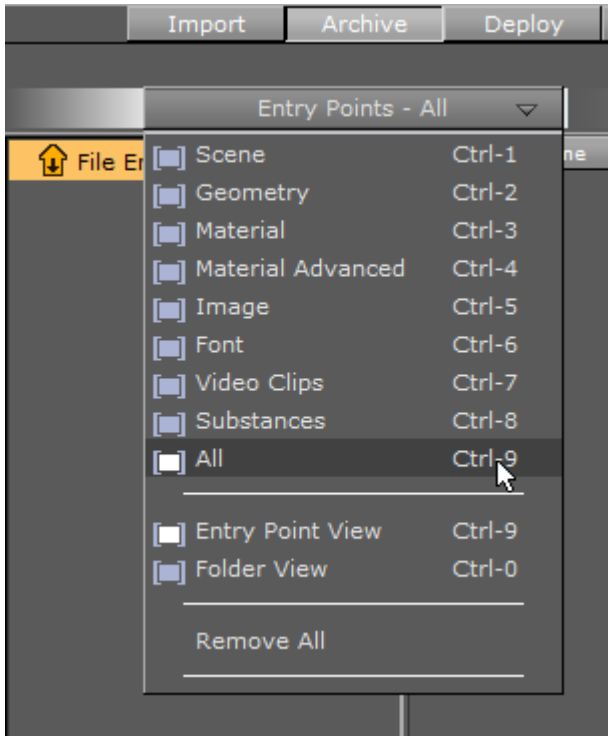 Import Archive Deploy
Entry Points - All
File
Scene Ctrl-1
Geometry Ctrl-2
Material Ctrl-3
Material Advanced Ctrl-4
Image Ctrl-5
Font Ctrl-6
Video Clips Ctrl-7
Substances Ctrl-8
All Ctrl-9
Entry Point View Ctrl-9
Folder View Ctrl-0
Remove All